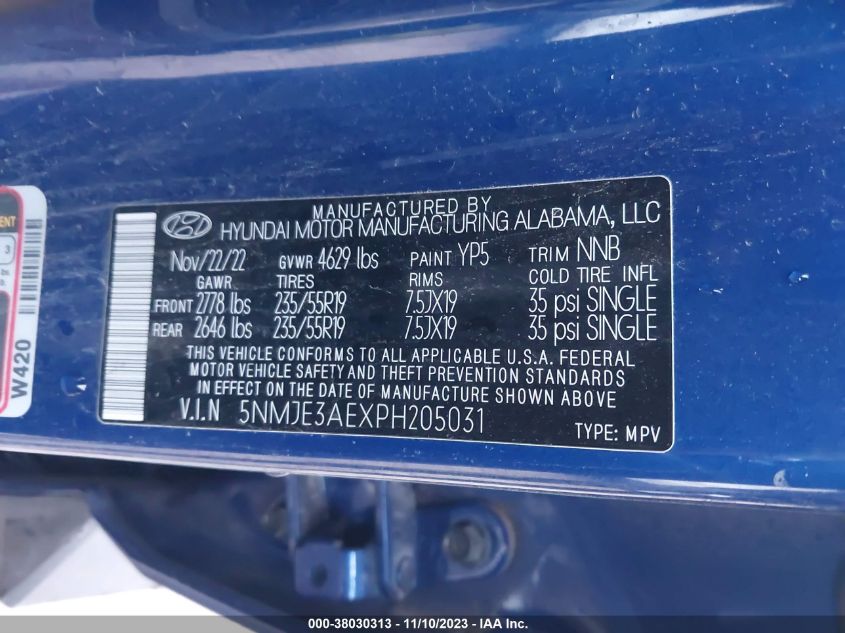 MANUFACTURED BY
HYUNDAI MOTOR MANUFACTURING ALABAMA, LLC
Nov/22/22 GVWR 4629 lbs PAINT YP5 TRIM NNB
GAWR TIRES RIMS COLD TIRE INFL
FRONT 2778 lbs 235/55R19 7.5JX19 35 psi SINGLE
REAR 2646 lbs 235/55R19 7.5JX19 35 psi SINGLE
THIS VEHICLE CONFORMS TO ALL APPLICABLE U.S.A. FEDERAL
MOTOR VEHICLE SAFETY AND THEFT PREVENTION STANDARDS
IN EFFECT ON THE DATE OF MANUFACTURE SHOWN ABOVE
V.I.N 5NMJE3AEXPH205031
TYPE: MPV
W420
3
000-38030313 - 11/10/2023 - IAA Inc.